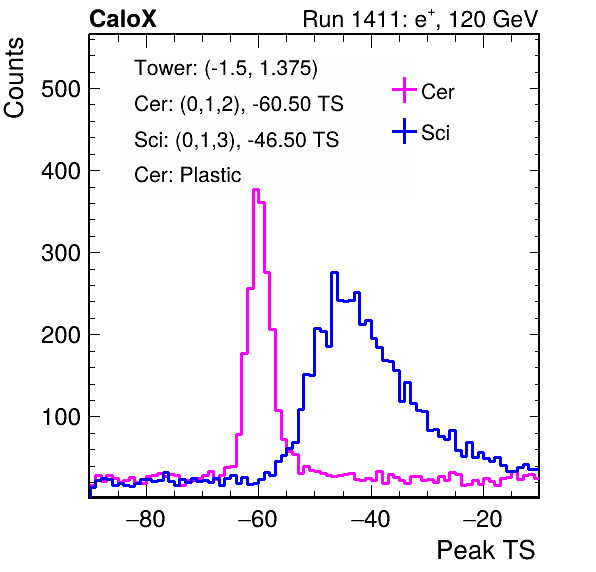 CaloX Run 1411: e⁺, 120 GeV
Tower: (-1.5, 1.375)
Cer: (0,1,2), -60.50 TS
Sci: (0,1,3), -46.50 TS
Cer: Plastic
Cer
Sci
Counts
500
400
300
200
100
−80 −60 −40 −20
Peak TS